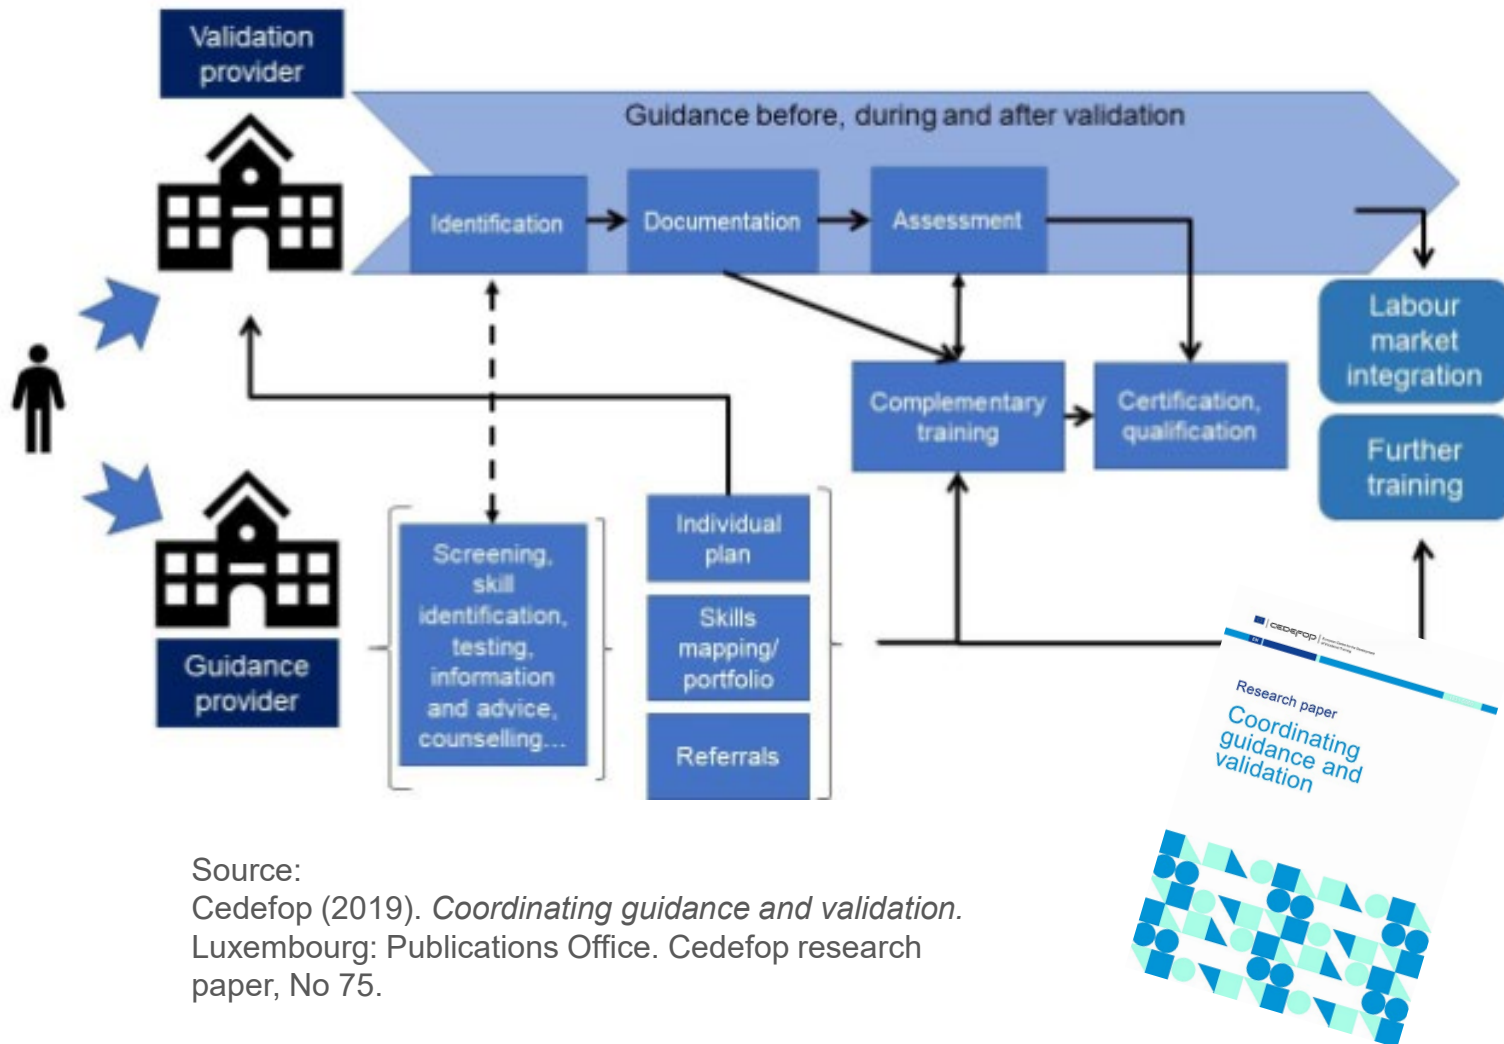 Validation
provider
Guidance before, during and after validation
Identification
Documentation
Assessment
Labour
market
integration
Complementary
training
Certification,
qualification
Further
training
Guidance
provider
Screening,
skill
identification,
testing,
information
and advice,
counselling...
Individual
plan
Skills
mapping/
portfolio
Referrals
CEDEFOP
EN
Research paper
Coordinating
guidance and
validation
Source:
Cedefop (2019). Coordinating guidance and validation.
Luxembourg: Publications Office. Cedefop research
paper, No 75.